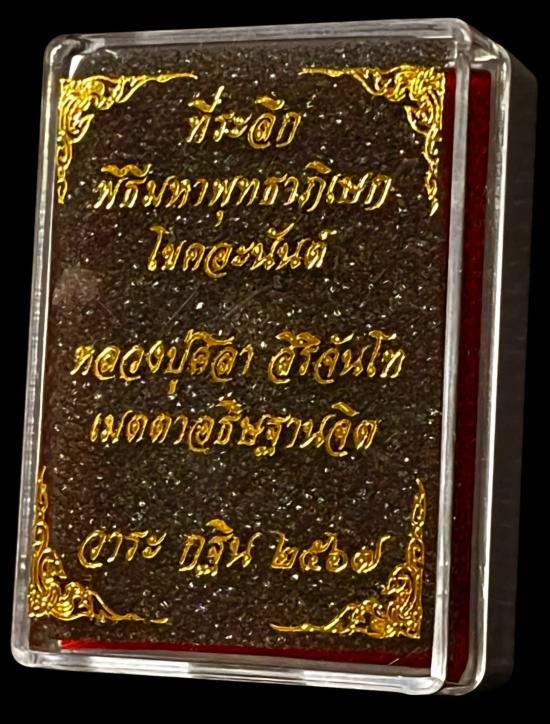 ที่ระลึก
พิธีมหาพุทธาภิเษก
โชคอะนันต์
หลวงปู่ศิลา สิริจันโท
เมตตาอธิษฐานจิต
วาระ กฐิน ๒๕๖๗